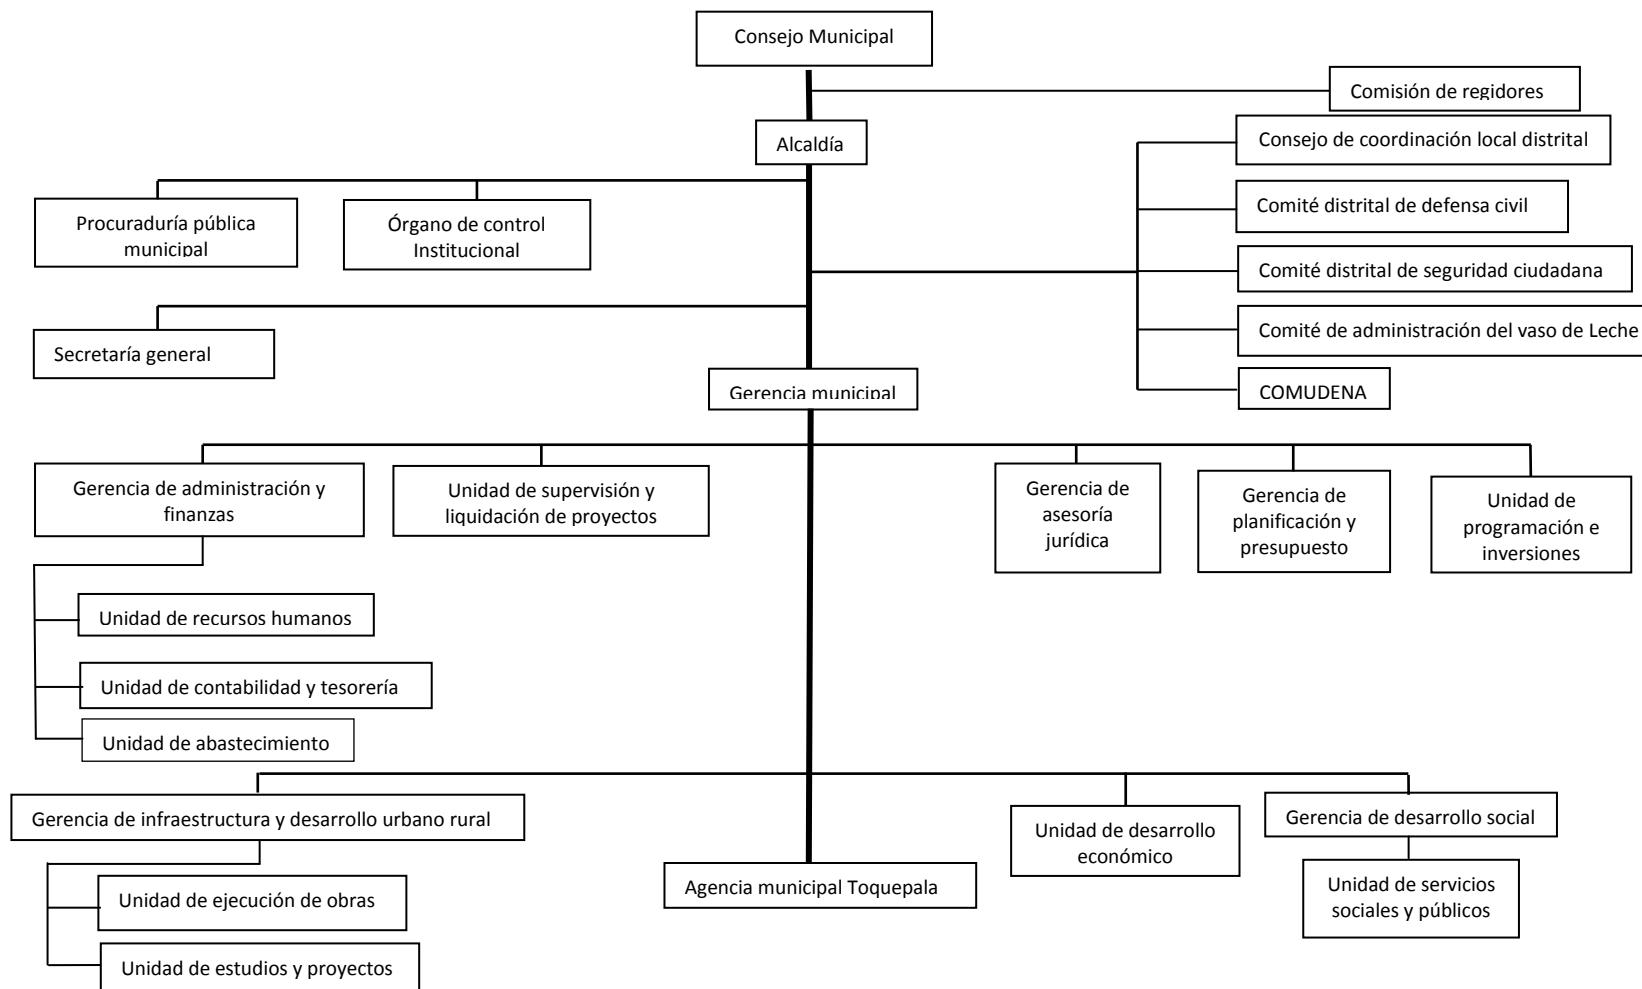 Consejo Municipal
Comisión de regidores
Alcaldía
Consejo de coordinación local distrital
Procuraduría pública
municipal
Órgano de control
Institucional
Comité distrital de defensa civil
Comité distrital de seguridad ciudadana
Secretaría general
Comité de administración del vaso de Leche
Gerencia municipal
COMUDENA
Gerencia de administración y
finanzas
Unidad de supervisión y
liquidación de proyectos
Gerencia de
asesoría
jurídica
Gerencia de
planificación y
presupuesto
Unidad de
programación e
inversiones
Unidad de recursos humanos
Unidad de contabilidad y tesorería
Unidad de abastecimiento
Gerencia de infraestructura y desarrollo urbano rural
Unidad de desarrollo
económico
Gerencia de desarrollo social
Agencia municipal Toquepala
Unidad de servicios
sociales y públicos
Unidad de ejecución de obras
Unidad de estudios y proyectos